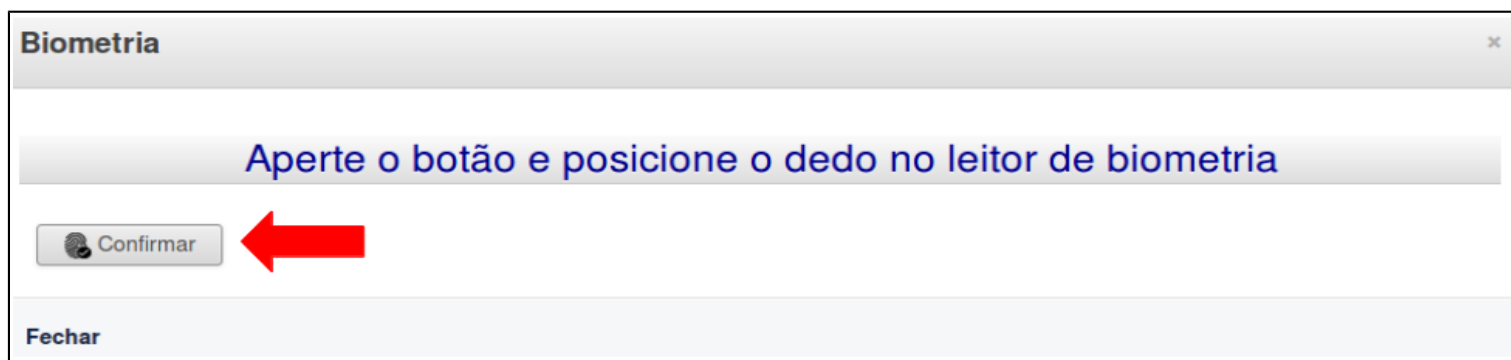 Biometria
×
Aperte o botão e posicione o dedo no leitor de biometria
Confirmar
Fechar